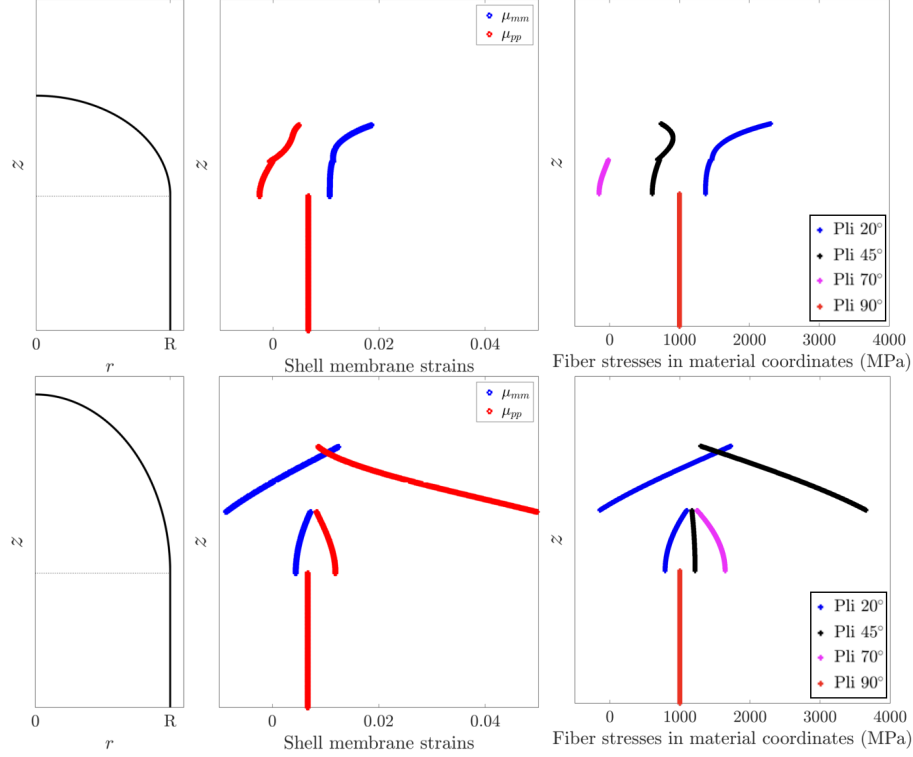 z
0
R
r
z
μmm
μpp
0
0.02
0.04
Shell membrane strains
z
Pli 20°
Pli 45°
Pli 70°
Pli 90°
0
1000
2000
3000
4000
Fiber stresses in material coordinates (MPa)
z
0
R
r
z
μmm
μpp
0
0.02
0.04
Shell membrane strains
z
Pli 20°
Pli 45°
Pli 70°
Pli 90°
0
1000
2000
3000
4000
Fiber stresses in material coordinates (MPa)